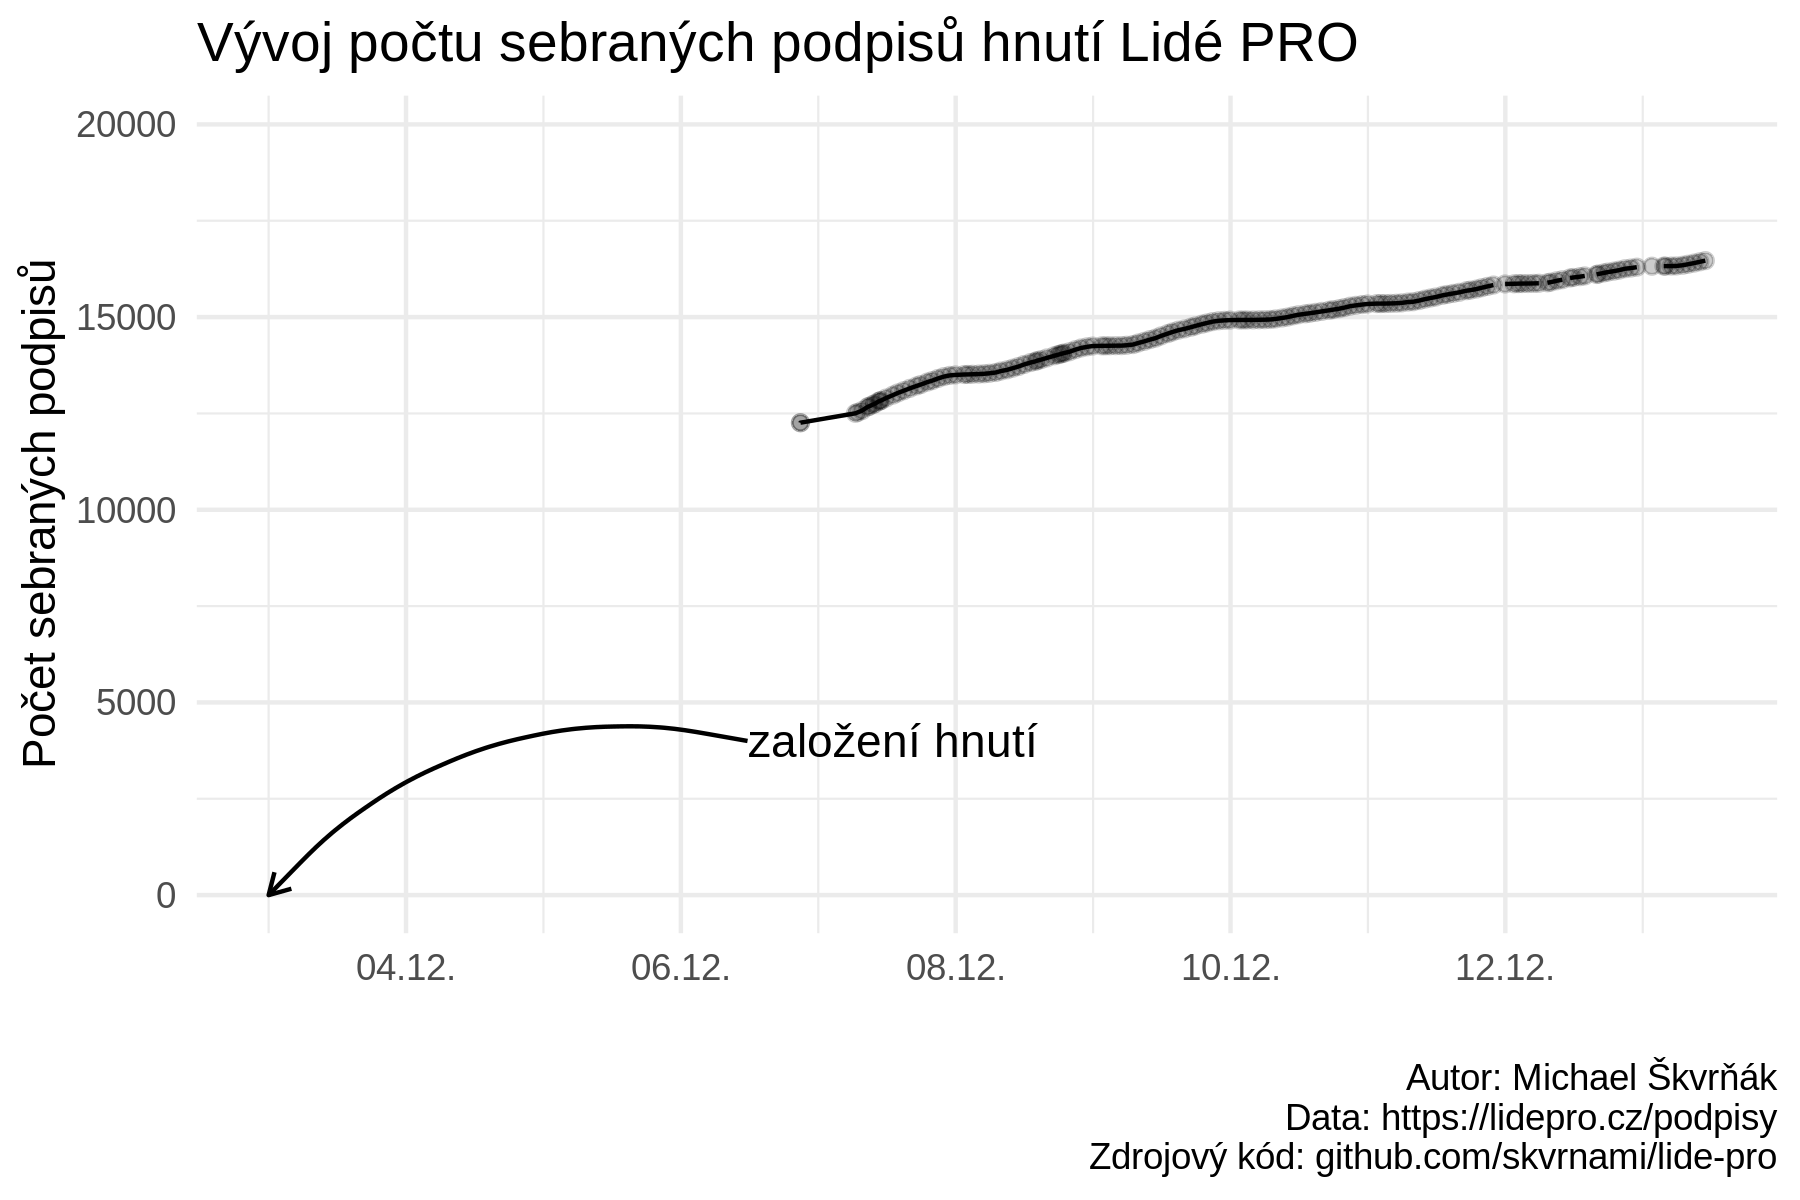 Vývoj počtu sebraných podpisů hnutí Lidé PRO
Počet sebraných podpisů
20000
15000
10000
5000
0
založení hnutí
04.12.
06.12.
08.12.
10.12.
12.12.
Autor: Michael Škvrňák
Data: https://lidepro.cz/podpisy
Zdrojový kód: github.com/skvrnami/lide-pro